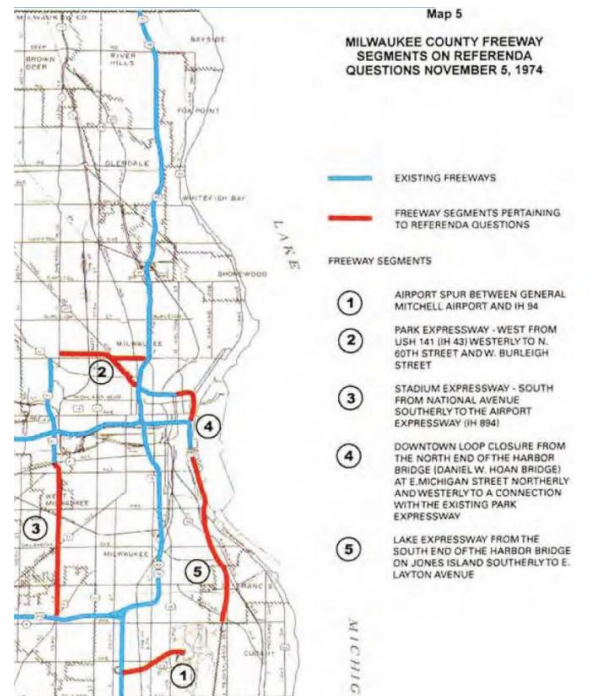 Map 5
MILWAUKEE COUNTY FREEWAY
SEGMENTS ON REFERENDA
QUESTIONS NOVEMBER 5, 1974
EXISTING FREEWAYS
FREEWAY SEGMENTS PERTAINING
TO REFERENDA QUESTIONS
FREEWAY SEGMENTS
1
AIRPORT SPUR BETWEEN GENERAL
MITCHELL AIRPORT AND IH 94
2
PARK EXPRESSWAY - WEST FROM
USH 141 (IH 43) WESTERLY TO N.
60TH STREET AND W. BURLEIGH
STREET
3
STADIUM EXPRESSWAY - SOUTH
FROM NATIONAL AVENUE
SOUTHERLY TO THE AIRPORT
EXPRESSWAY (IH 894)
4
DOWNTOWN LOOP CLOSURE FROM
THE NORTH END OF THE HARBOR
BRIDGE (DANIEL W. HOAN BRIDGE)
AT E.MICHIGAN STREET NORTHERLY
AND WESTERLY TO A CONNECTION
WITH THE EXISTING PARK
EXPRESSWAY
5
LAKE EXPRESSWAY FROM THE
SOUTH END OF THE HARBOR BRIDGE
ON JONES ISLAND SOUTHERLY TO E.
LAYTON AVENUE
MILWAUKEE CO.
BAYSIDE
BROWN
DEER
RIVER
HILLS
FOX POINT
GLENDALE
WHITEFISH BAY
LAKE
SHOREWOOD
MILWAUKEE
2
4
WEST
3
MILWAUKEE
5
1
MICHIG